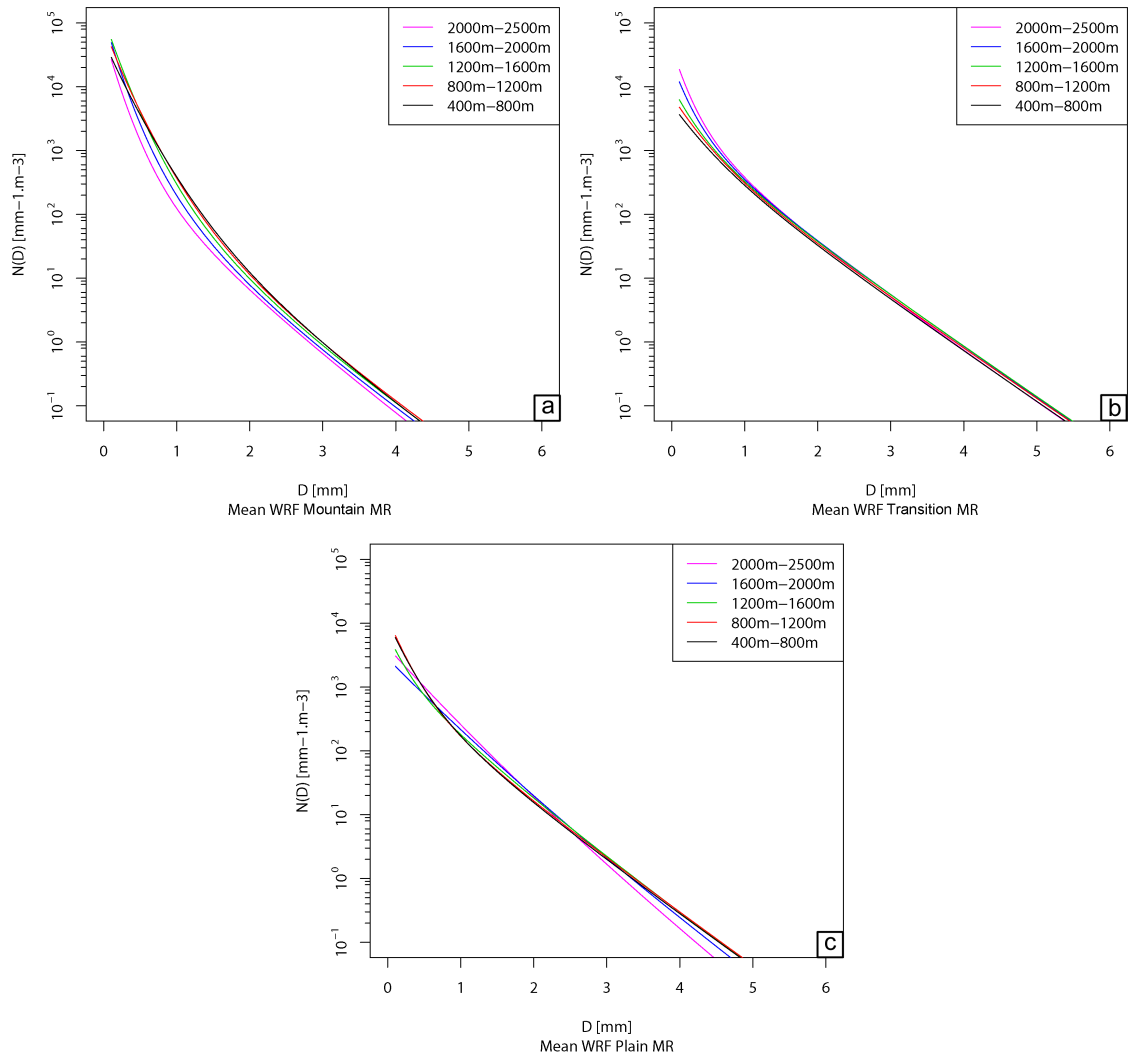 10^5
10^4
10^3
10^2
10^1
10^0
10^−1
N(D) [mm−1.m−3]
2000m−2500m
1600m−2000m
1200m−1600m
800m−1200m
400m−800m
a
0 1 2 3 4 5 6
D [mm]
Mean WRF Mountain MR
10^5
10^4
10^3
10^2
10^1
10^0
10^−1
N(D) [mm−1.m−3]
2000m−2500m
1600m−2000m
1200m−1600m
800m−1200m
400m−800m
b
0 1 2 3 4 5 6
D [mm]
Mean WRF Transition MR
10^5
10^4
10^3
10^2
10^1
10^0
10^−1
N(D) [mm−1.m−3]
2000m−2500m
1600m−2000m
1200m−1600m
800m−1200m
400m−800m
c
0 1 2 3 4 5 6
D [mm]
Mean WRF Plain MR